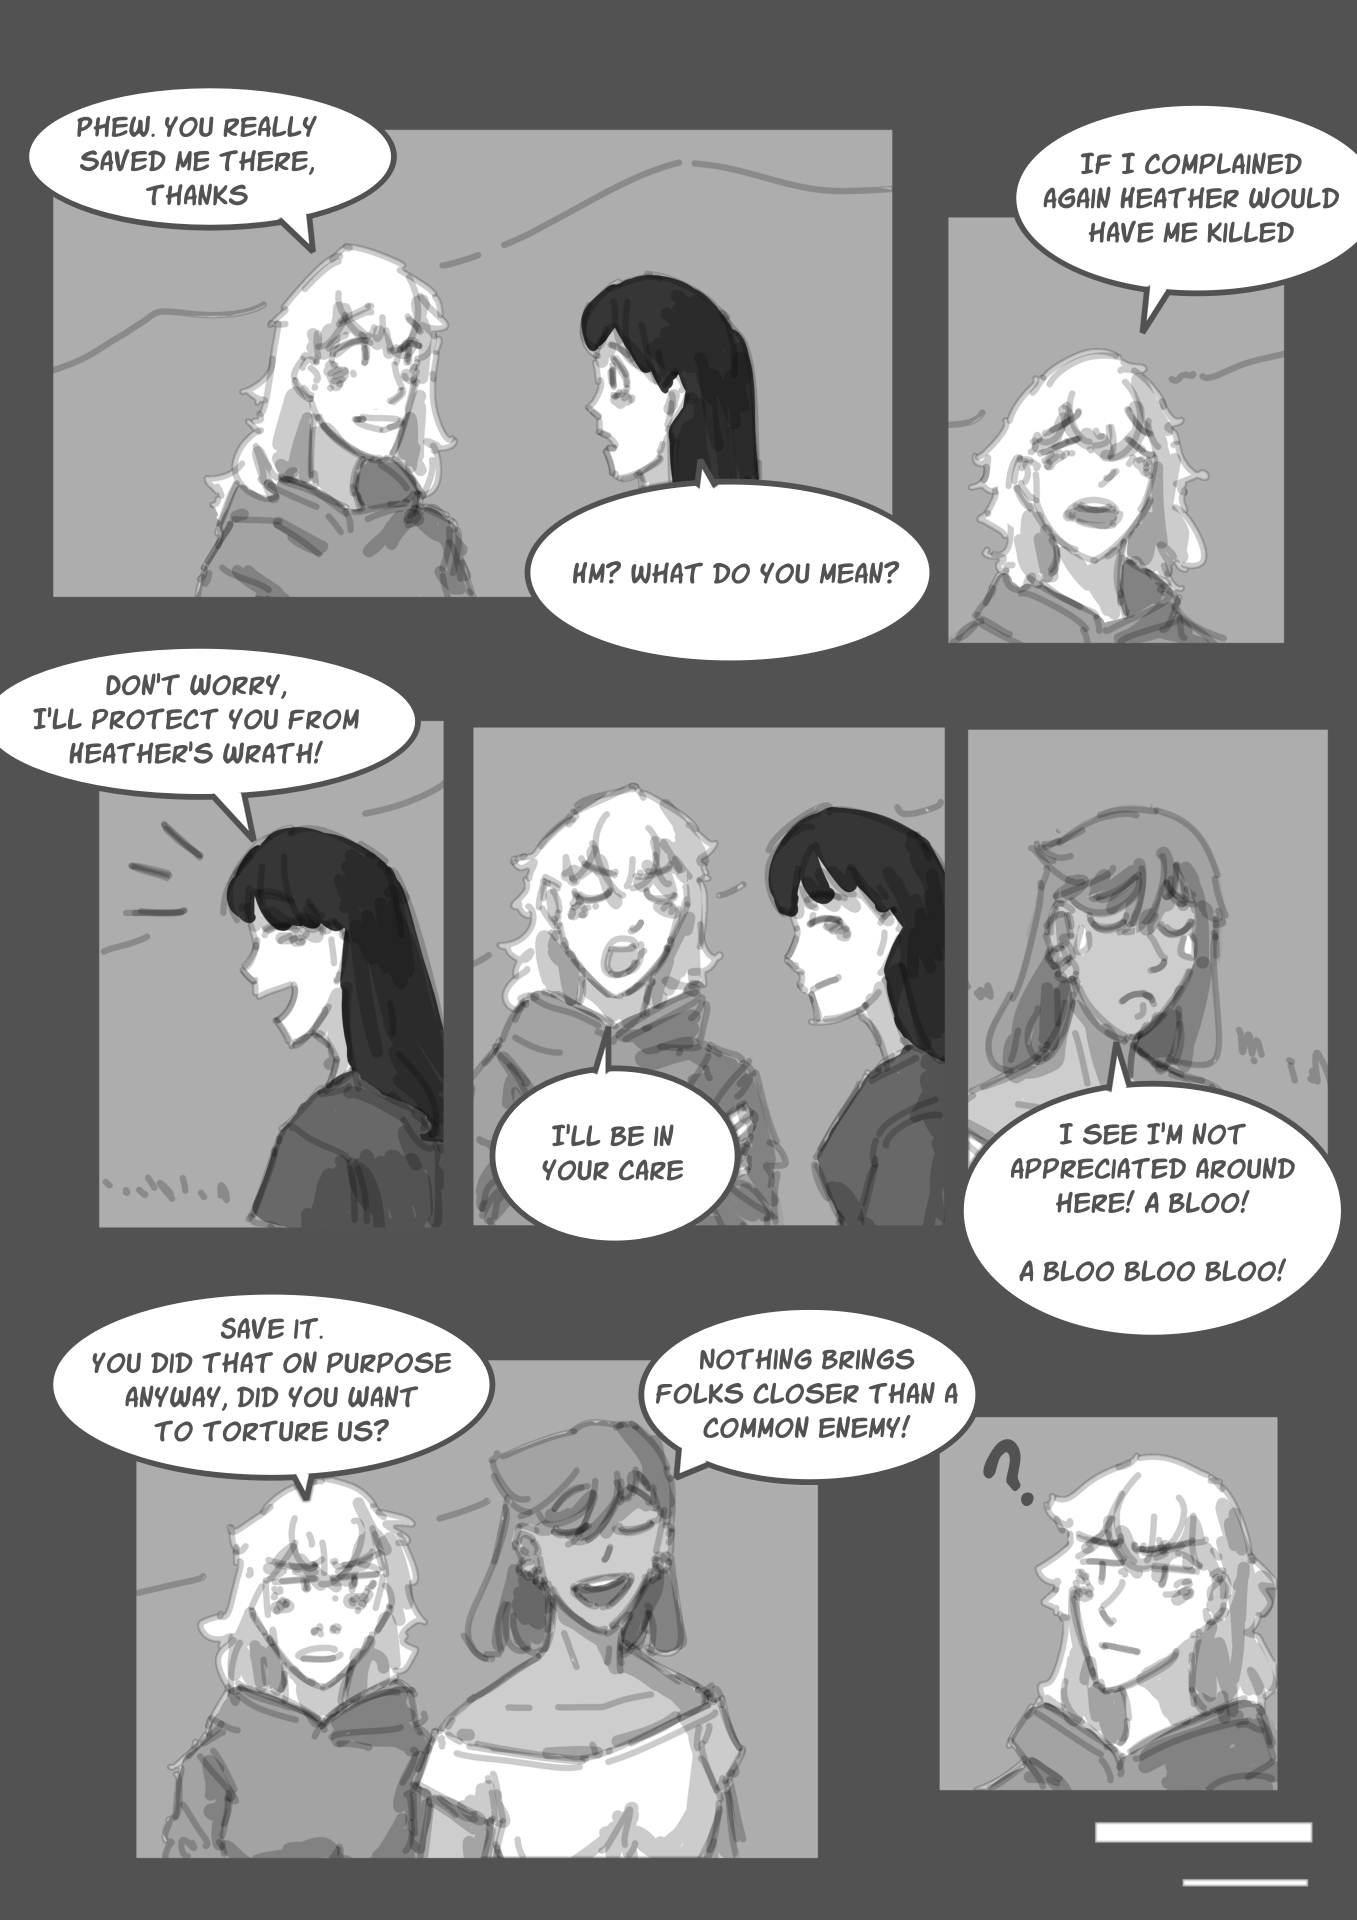 PHEW. YOU REALLY
SAVED ME THERE,
THANKS
HM? WHAT DO YOU MEAN?
IF I COMPLAINED
AGAIN HEATHER WOULD
HAVE ME KILLED
DON'T WORRY,
I'LL PROTECT YOU FROM
HEATHER'S WRATH!
I'LL BE IN
YOUR CARE
I SEE I'M NOT
APPRECIATED AROUND
HERE! A BLOO!
A BLOO BLOO BLOO!
SAVE IT.
YOU DID THAT ON PURPOSE
ANYWAY, DID YOU WANT
TO TORTURE US?
NOTHING BRINGS
FOLKS CLOSER THAN A
COMMON ENEMY!
?